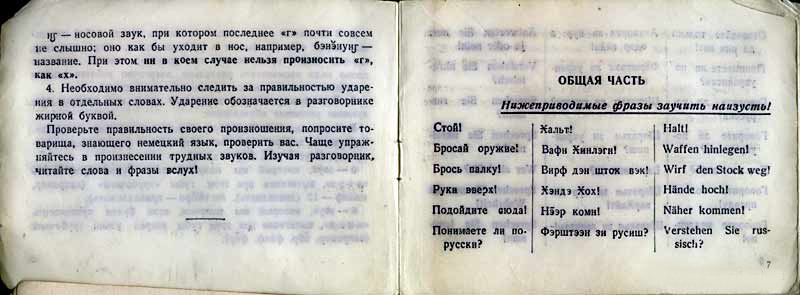 ӈг — носовой звук, при котором последнее «г» почти совсем
не слышно; оно как бы уходит в нос, например, бэнэ̄нуӈг —
название. При этом ни в коем случае нельзя произносить «г»,
как «х».
4. Необходимо внимательно следить за правильностью ударе-
ния в отдельных словах. Ударение обозначается в разговорнике
жирной буквой.
Проверьте правильность своего произношения, попросите то-
варища, знающего немецкий язык, проверить вас. Чаще упраж-
няйтесь в произнесении трудных звуков. Изучая разговорник,
читайте слова и фразы вслух!
ОБЩАЯ ЧАСТЬ
Нижеприводимые фразы заучить наизусть!
Стой! Хальт! Halt!
Бросай оружие! Вафн Хинлэгн! Waffen hinlegen!
Брось палку! Вирф дэн шток вэк! Wirf den Stock weg!
Руки вверх! Хэндэ Хох! Hände hoch!
Подойдите сюда! Нӭэр комн! Näher kommen!
Понимаете ли по- Фэрштээн зи русиш? Verstehen Sie rus-
русски? sisch?
7